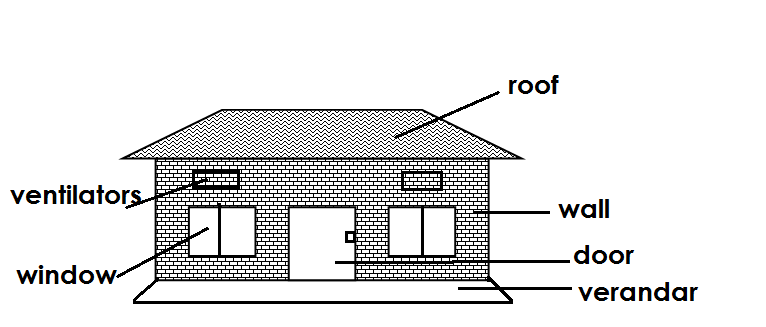 roof
ventilators
wall
door
window
verandar